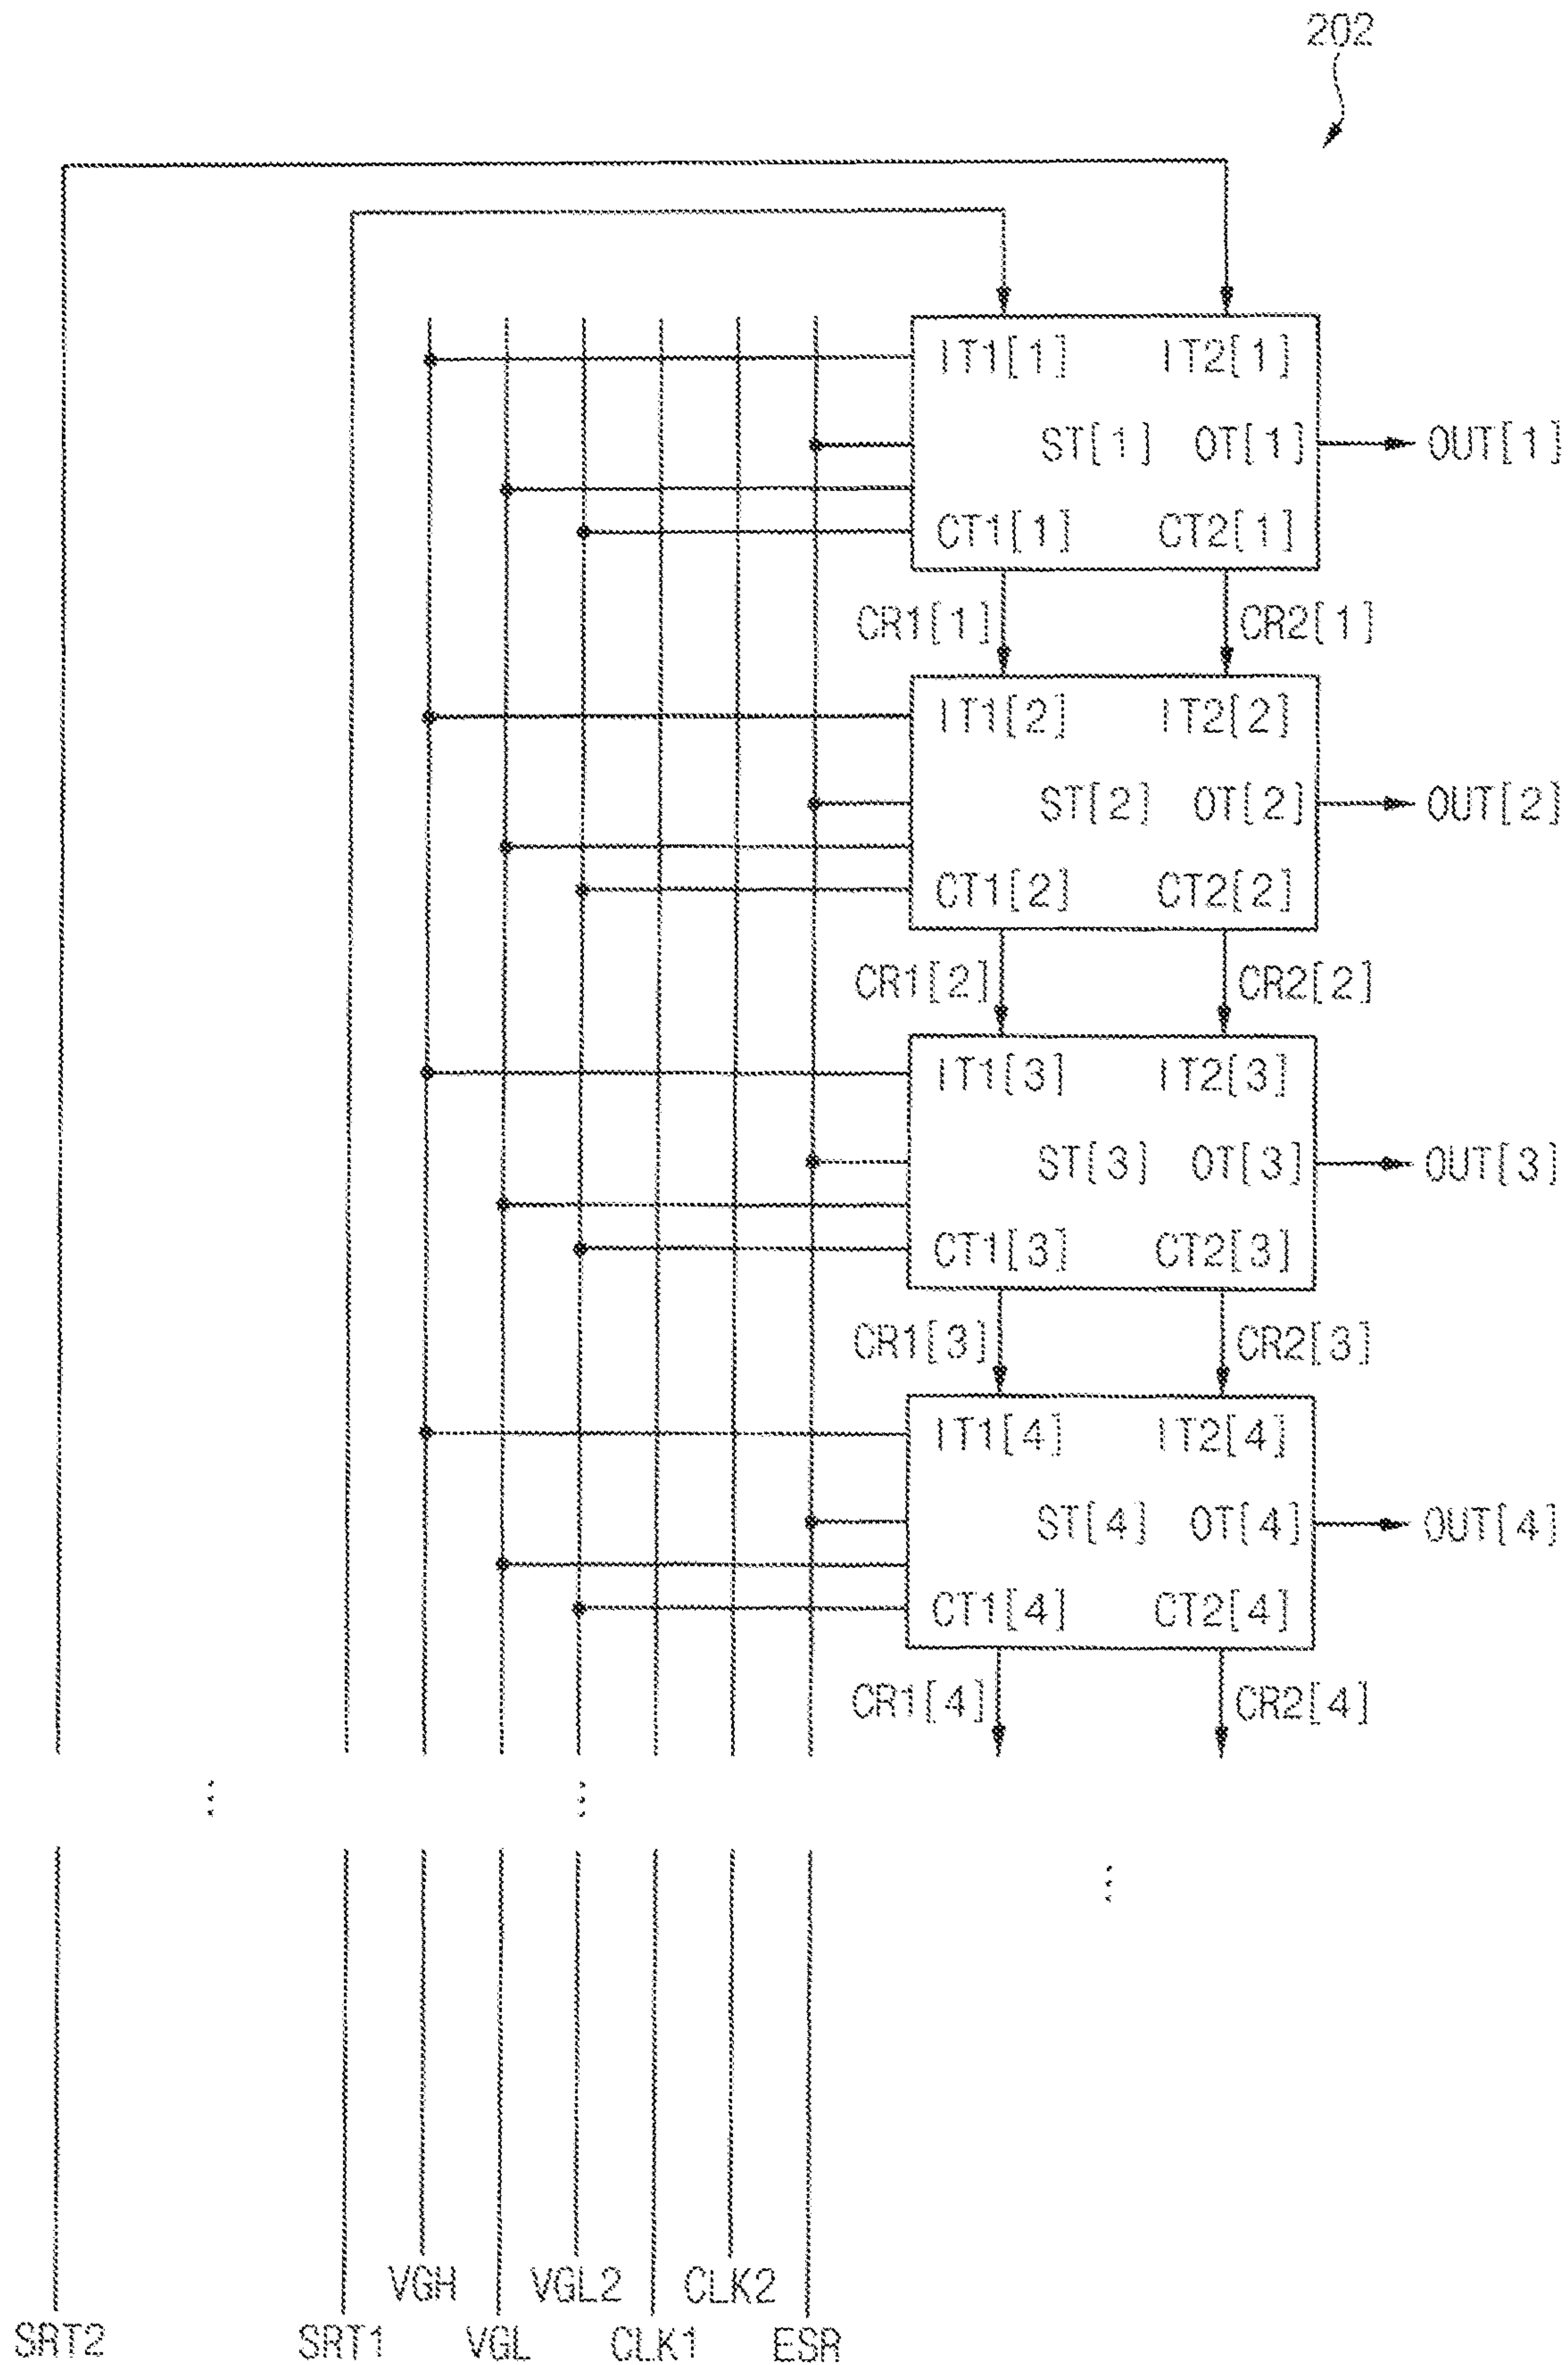 202
IT1[1] IT2[1]
ST[1] OT[1] OUT[1]
CT1[1] CT2[1]
CR1[1] CR2[1]
IT1[2] IT2[2]
ST[2] OT[2] OUT[2]
CT1[2] CT2[2]
CR1[2] CR2[2]
IT1[3] IT2[3]
ST[3] OT[3] OUT[3]
CT1[3] CT2[3]
CR1[3] CR2[3]
IT1[4] IT2[4]
ST[4] OT[4] OUT[4]
CT1[4] CT2[4]
CR1[4] CR2[4]
VGH VGL2 CLK2
SRT2 SRT1 VGL CLK1 ESR